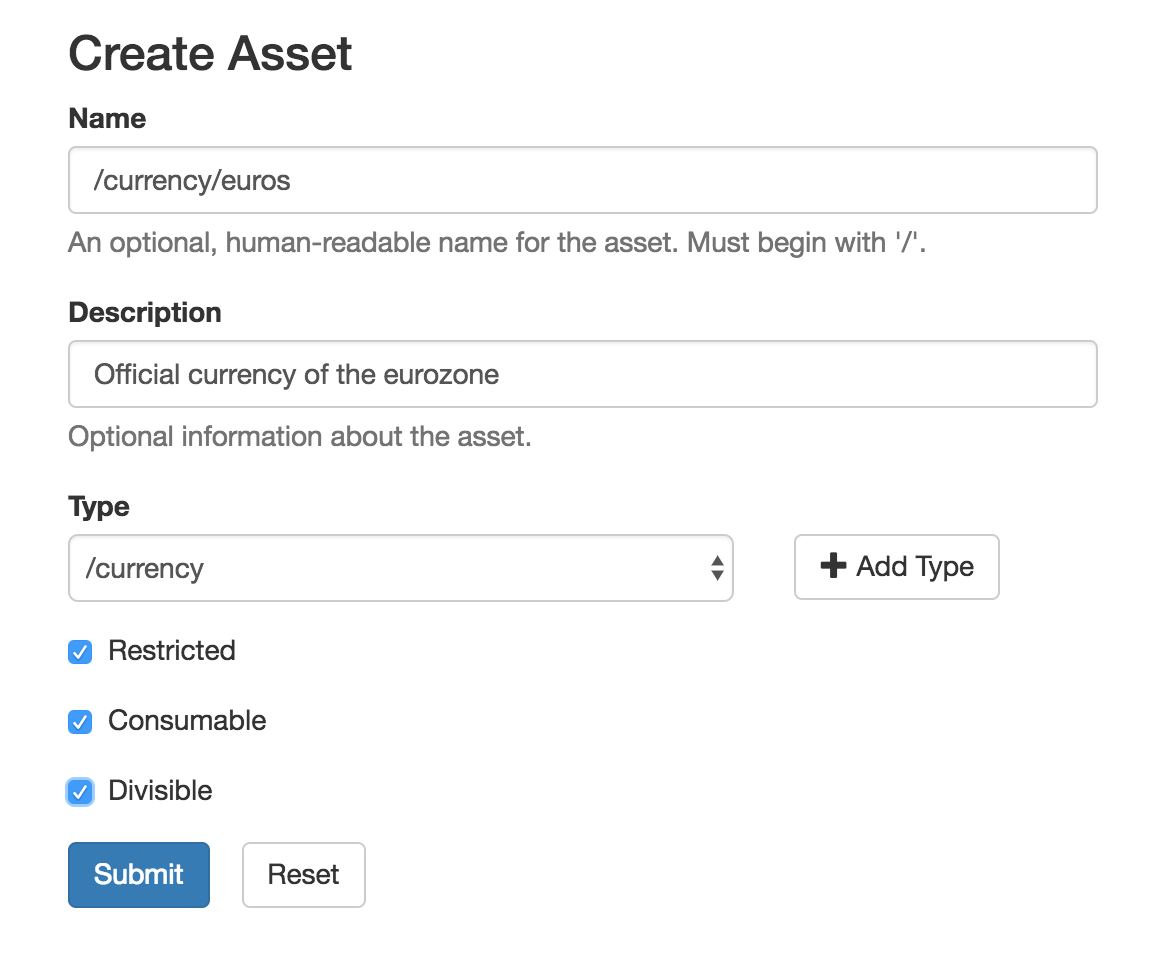 Create Asset
Name
/currency/euros
An optional, human-readable name for the asset. Must begin with '/'.
Description
Official currency of the eurozone
Optional information about the asset.
Type
/currency
Add Type
Restricted
Consumable
Divisible
Submit
Reset